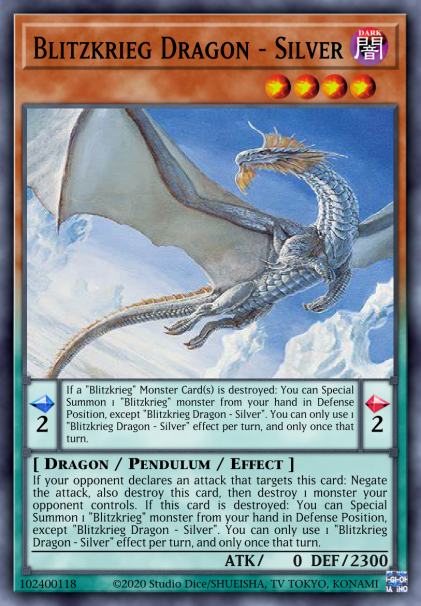 BLITZKRIEG DRAGON - SILVER
DARK
闇
If a "Blitzkrieg" Monster Card(s) is destroyed: You can Special
Summon 1 "Blitzkrieg" monster from your hand in Defense
Position, except "Blitzkrieg Dragon - Silver". You can only use 1
"Blitzkrieg Dragon - Silver" effect per turn, and only once that
turn.
2
2
[ DRAGON / PENDULUM / EFFECT ]
If your opponent declares an attack that targets this card: Negate
the attack, also destroy this card, then destroy 1 monster your
opponent controls. If this card is destroyed: You can Special
Summon 1 "Blitzkrieg" monster from your hand in Defense Position,
except "Blitzkrieg Dragon - Silver". You can only use 1 "Blitzkrieg
Dragon - Silver" effect per turn, and only once that turn.
ATK/ 0 DEF/2300
102400118 ©2020 Studio Dice/SHUEISHA, TV TOKYO, KONAMI